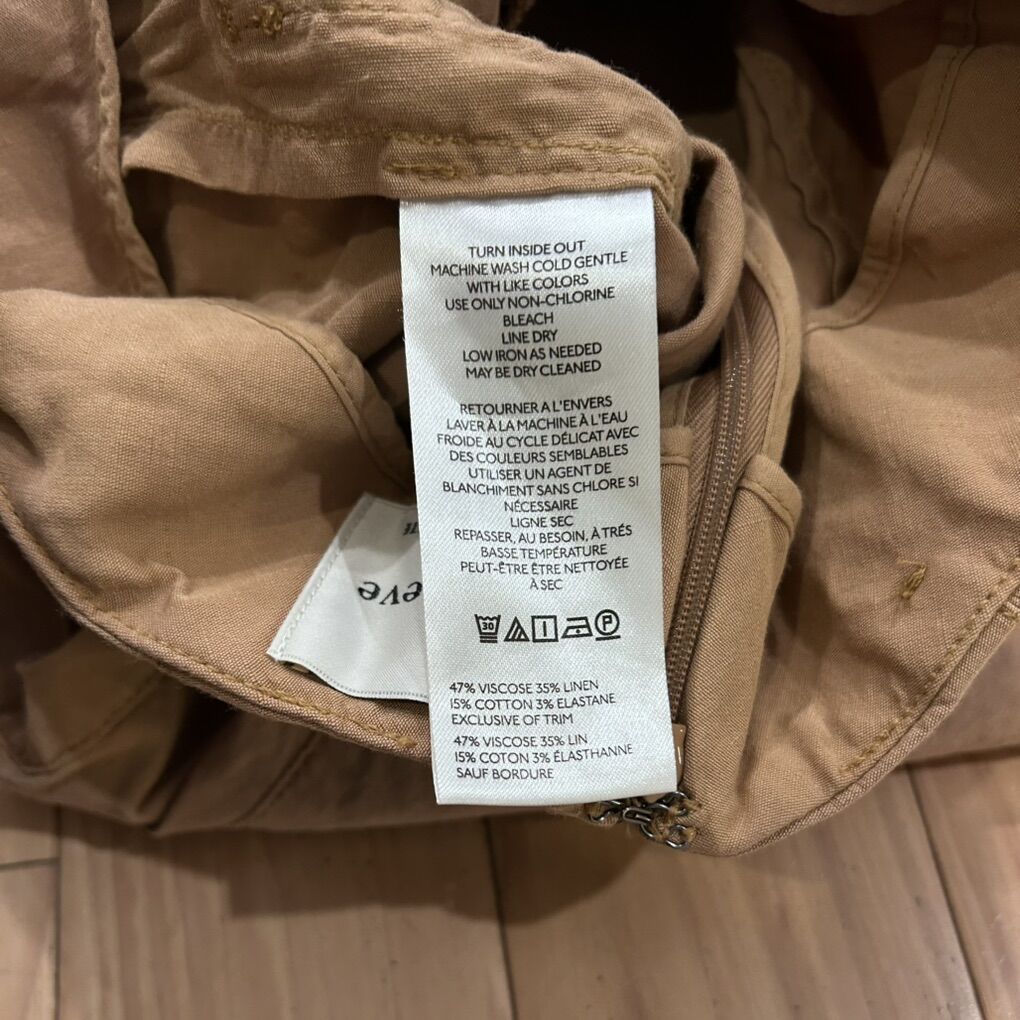 TURN INSIDE OUT
MACHINE WASH COLD GENTLE
WITH LIKE COLORS
USE ONLY NON-CHLORINE
BLEACH
LINE DRY
LOW IRON AS NEEDED
MAY BE DRY CLEANED
RETOURNER A L'ENVERS
LAVER À LA MACHINE À L'EAU
FROIDE AU CYCLE DÉLICAT AVEC
DES COULEURS SEMBLABLES
UTILISER UN AGENT DE
BLANCHIMENT SANS CHLORE SI
NÉCESSAIRE
LIGNE SEC
REPASSER, AU BESOIN, À TRÉS
BASSE TEMPÉRATURE
PEUT-ÊTRE ÊTRE NETTOYÉE
À SEC
30 P
47% VISCOSE 35% LINEN
15% COTTON 3% ELASTANE
EXCLUSIVE OF TRIM
47% VISCOSE 35% LIN
15% COTON 3% ÉLASTHANNE
SAUF BORDURE
eve